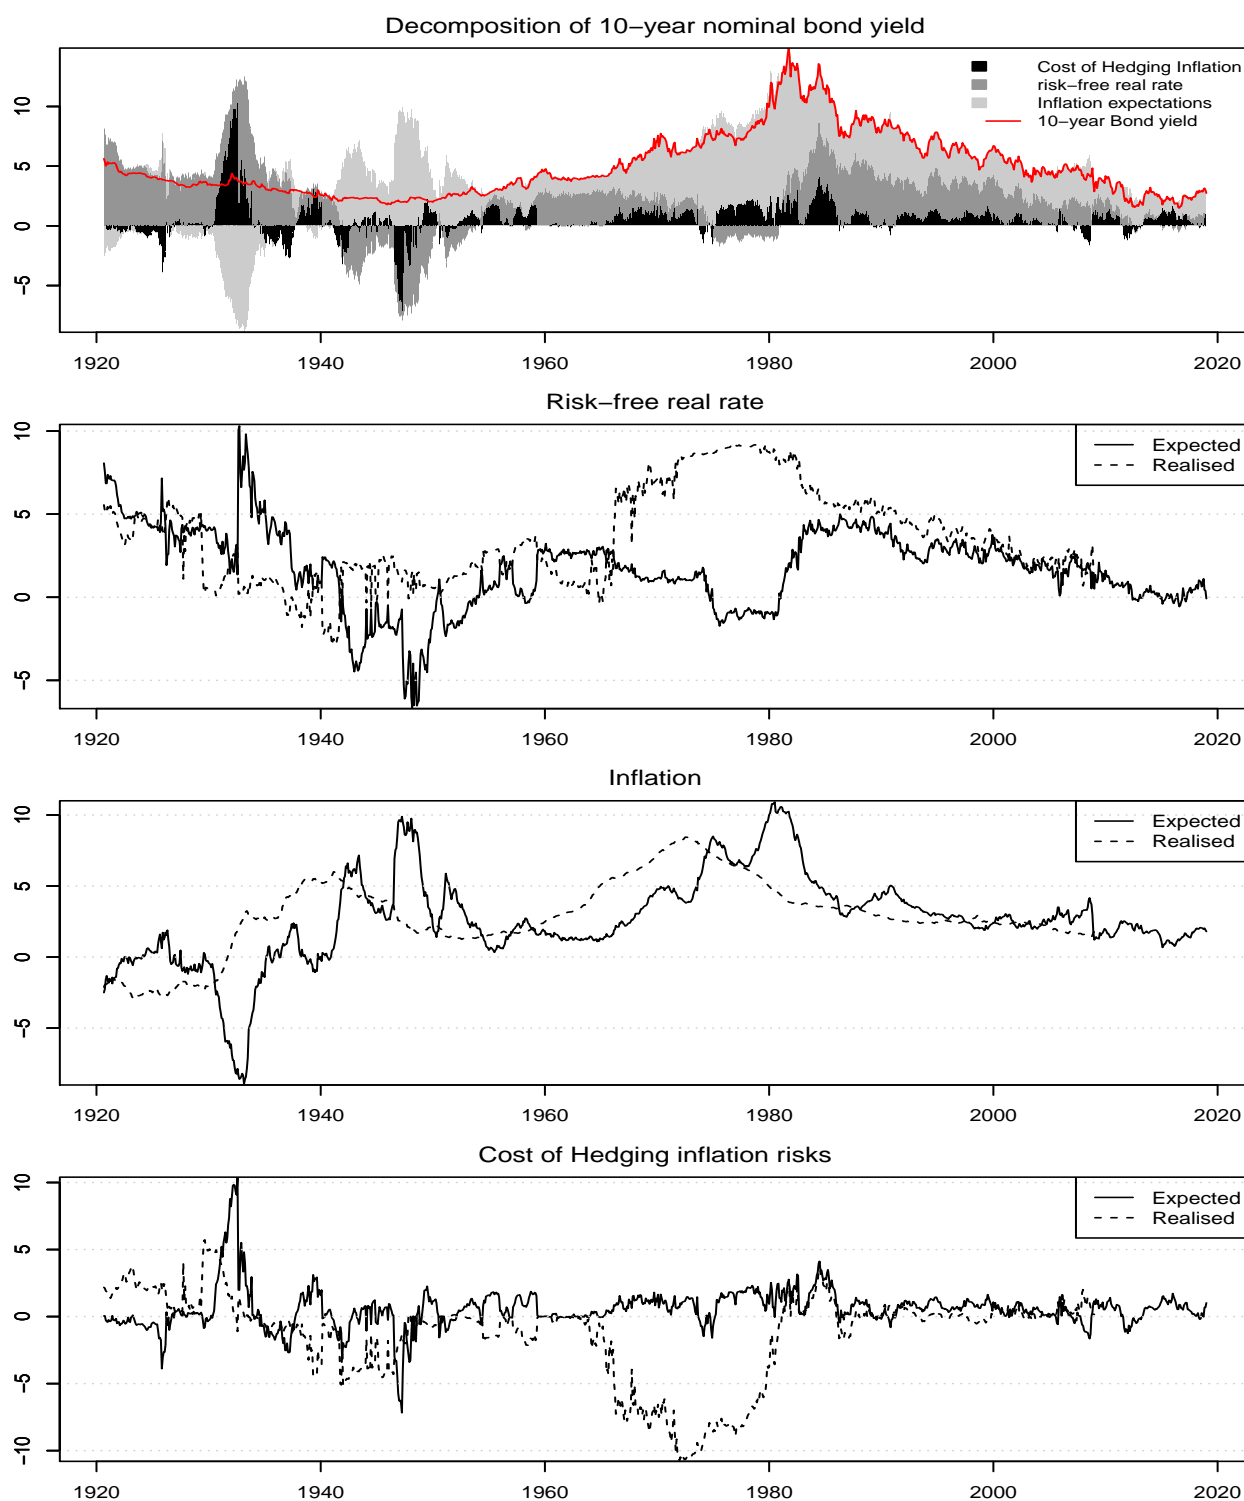 Decomposition of 10−year nominal bond yield
Cost of Hedging Inflation
risk−free real rate
Inflation expectations
10−year Bond yield
10
5
0
−5
1920 1940 1960 1980 2000 2020
Risk−free real rate
Expected
Realised
10
5
0
−5
1920 1940 1960 1980 2000 2020
Inflation
Expected
Realised
10
5
0
−5
1920 1940 1960 1980 2000 2020
Cost of Hedging inflation risks
Expected
Realised
10
5
0
−5
−10
1920 1940 1960 1980 2000 2020